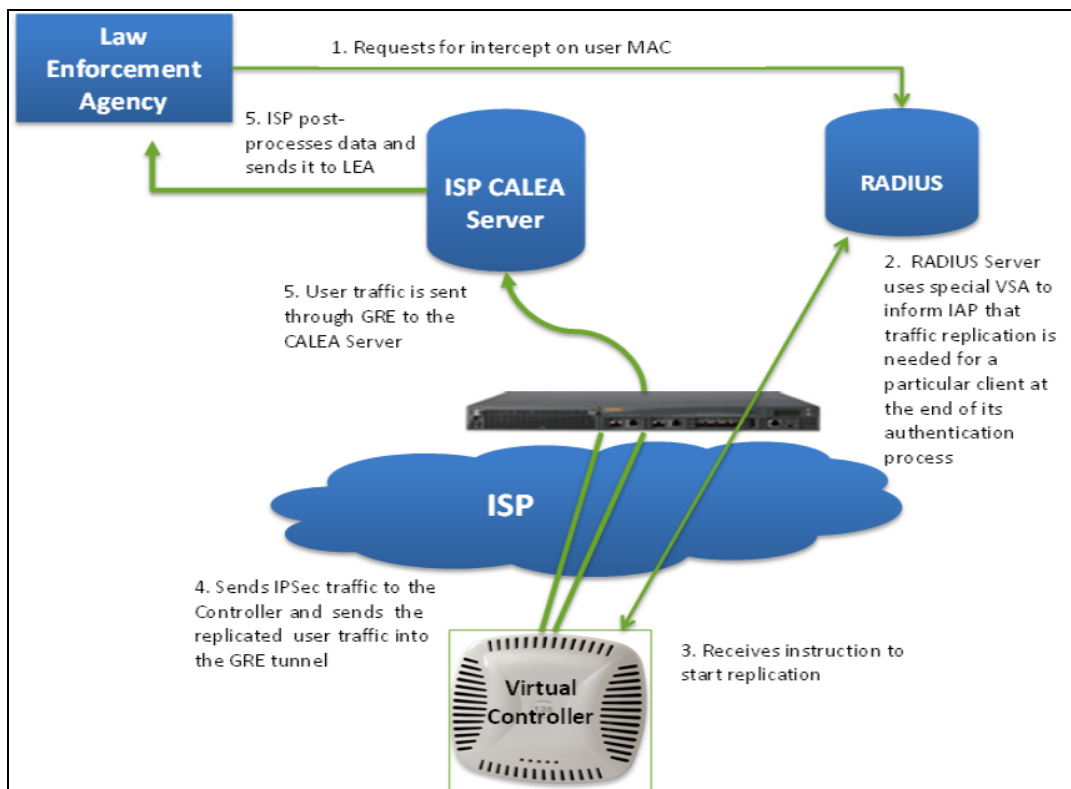 Law
Enforcement
Agency
1. Requests for intercept on user MAC
5. ISP post-
processes data and
sends it to LEA
ISP CALEA
Server
RADIUS
2. RADIUS Server
uses special VSA to
inform IAP that
traffic replication is
needed for a
particular client at
the end of its
authentication
process
5. User traffic is sent
through GRE to the
CALEA Server
ISP
4. Sends IPSec traffic to the
Controller and sends the
replicated user traffic into
the GRE tunnel
3. Receives instruction to
start replication
Virtual
Controller